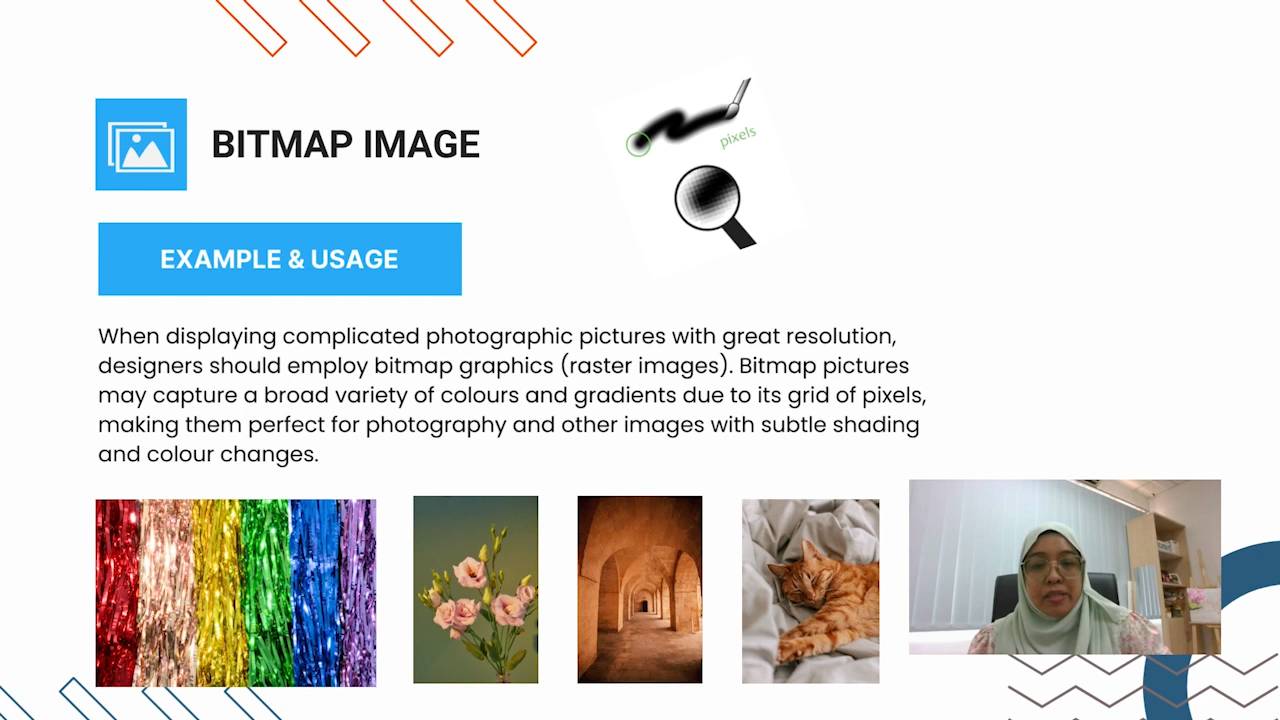 BITMAP IMAGE
pixels
EXAMPLE & USAGE
When displaying complicated photographic pictures with great resolution,
designers should employ bitmap graphics (raster images). Bitmap pictures
may capture a broad variety of colours and gradients due to its grid of pixels,
making them perfect for photography and other images with subtle shading
and colour changes.